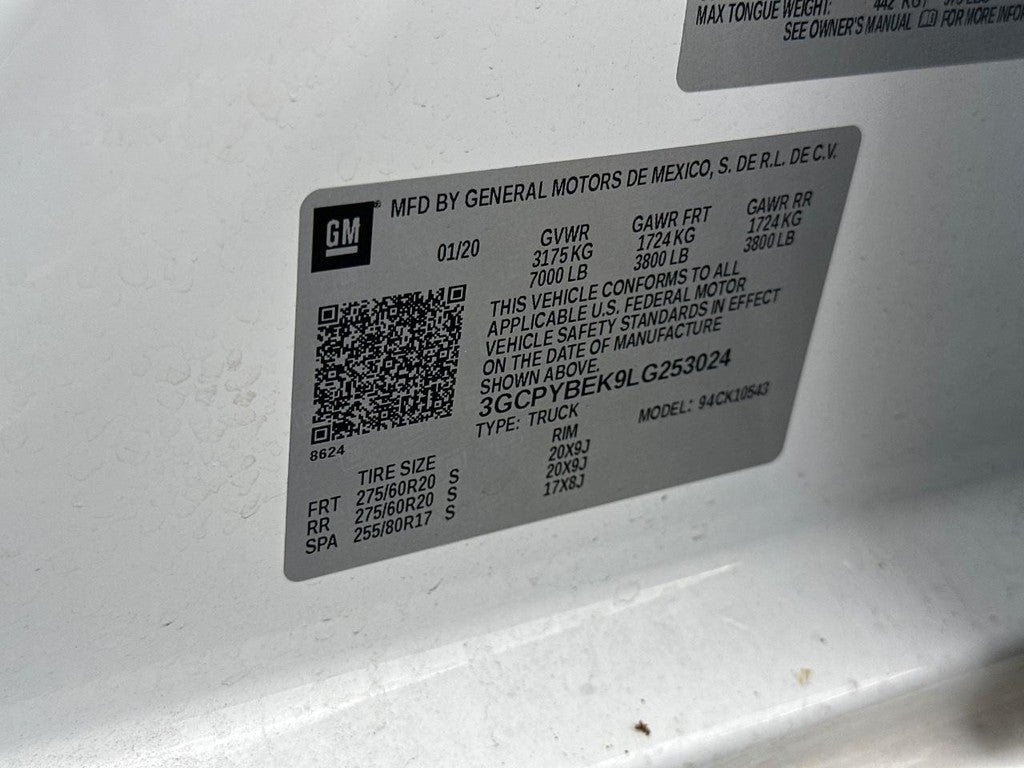 MAX TONGUE WEIGHT: 442 KG
SEE OWNER'S MANUAL FOR MORE INFO
GM
MFD BY GENERAL MOTORS DE MEXICO, S. DE R.L. DE C.V.
01/20 GVWR GAWR FRT GAWR RR
3175 KG 1724 KG 1724 KG
7000 LB 3800 LB 3800 LB
THIS VEHICLE CONFORMS TO ALL
APPLICABLE U.S. FEDERAL MOTOR
VEHICLE SAFETY STANDARDS IN EFFECT
ON THE DATE OF MANUFACTURE
SHOWN ABOVE.
3GCPYBEK9LG253024
TYPE: TRUCK MODEL: 94CK10543
8624
TIRE SIZE RIM
FRT 275/60R20 S 20X9J
RR 275/60R20 S 20X9J
SPA 255/80R17 S 17X8J